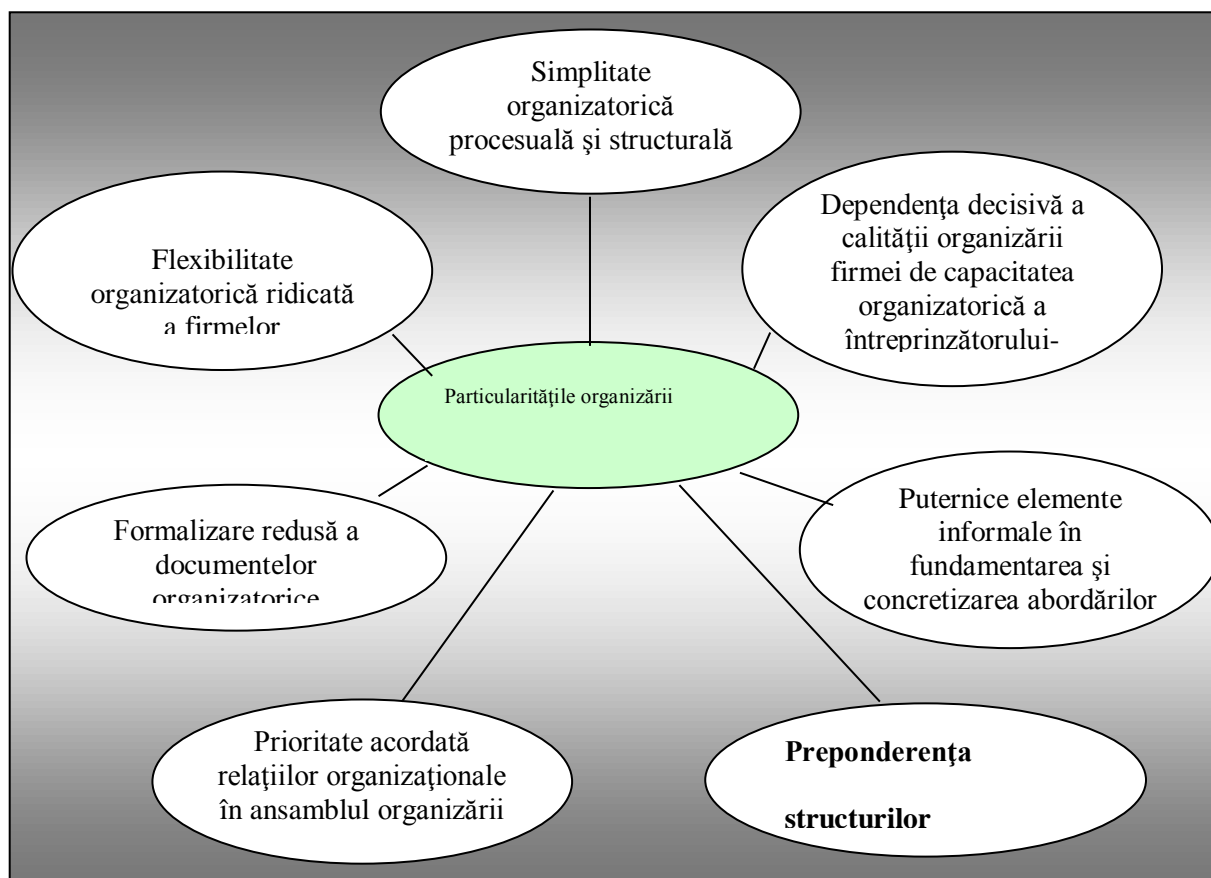 Simplitate
organizatorică
procesuală şi structurală
Dependenţa decisivă a
calităţii organizării
firmei de capacitatea
organizatorică a
întreprinzătorului-
Flexibilitate
organizatorică ridicată
a firmelor
Particularităţile organizării
Puternice elemente
informale în
fundamentarea şi
concretizarea abordărilor
Formalizare redusă a
documentelor
organizatorice
Prioritate acordată
relaţiilor organizaţionale
în ansamblul organizării
Preponderenţa
structurilor